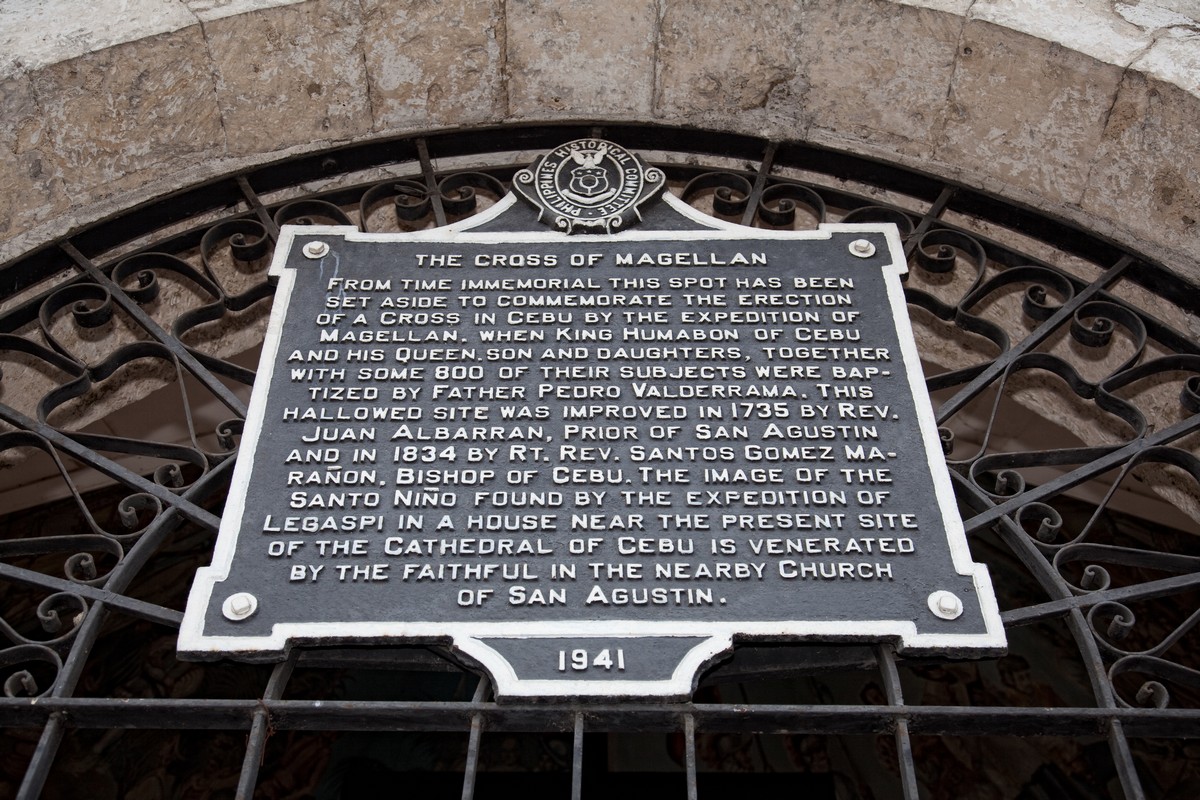 PHILIPPINES HISTORICAL COMMITTEE
THE CROSS OF MAGELLAN
FROM TIME IMMEMORIAL THIS SPOT HAS BEEN
SET ASIDE TO COMMEMORATE THE ERECTION
OF A CROSS IN CEBU BY THE EXPEDITION OF
MAGELLAN. WHEN KING HUMABON OF CEBU
AND HIS QUEEN, SON AND DAUGHTERS, TOGETHER
WITH SOME 800 OF THEIR SUBJECTS WERE BAP-
TIZED BY FATHER PEDRO VALDERRAMA. THIS
HALLOWED SITE WAS IMPROVED IN 1735 BY REV.
JUAN ALBARRAN, PRIOR OF SAN AGUSTIN
AND IN 1834 BY RT. REV. SANTOS GOMEZ MA-
RAÑON. BISHOP OF CEBU. THE IMAGE OF THE
SANTO NIÑO FOUND BY THE EXPEDITION OF
LEGASPI IN A HOUSE NEAR THE PRESENT SITE
OF THE CATHEDRAL OF CEBU IS VENERATED
BY THE FAITHFUL IN THE NEARBY CHURCH
OF SAN AGUSTIN.
1941